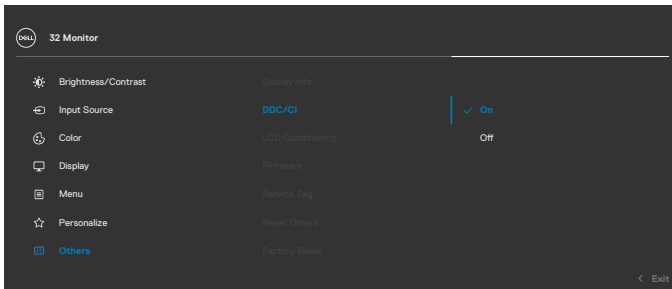 DELL 32 Monitor
Brightness/Contrast Display Info
Input Source DDC/CI On
Color LCD Conditioning Off
Display Firmware
Menu Service Tag
Personalize Reset Others
Others Factory Reset
Exit